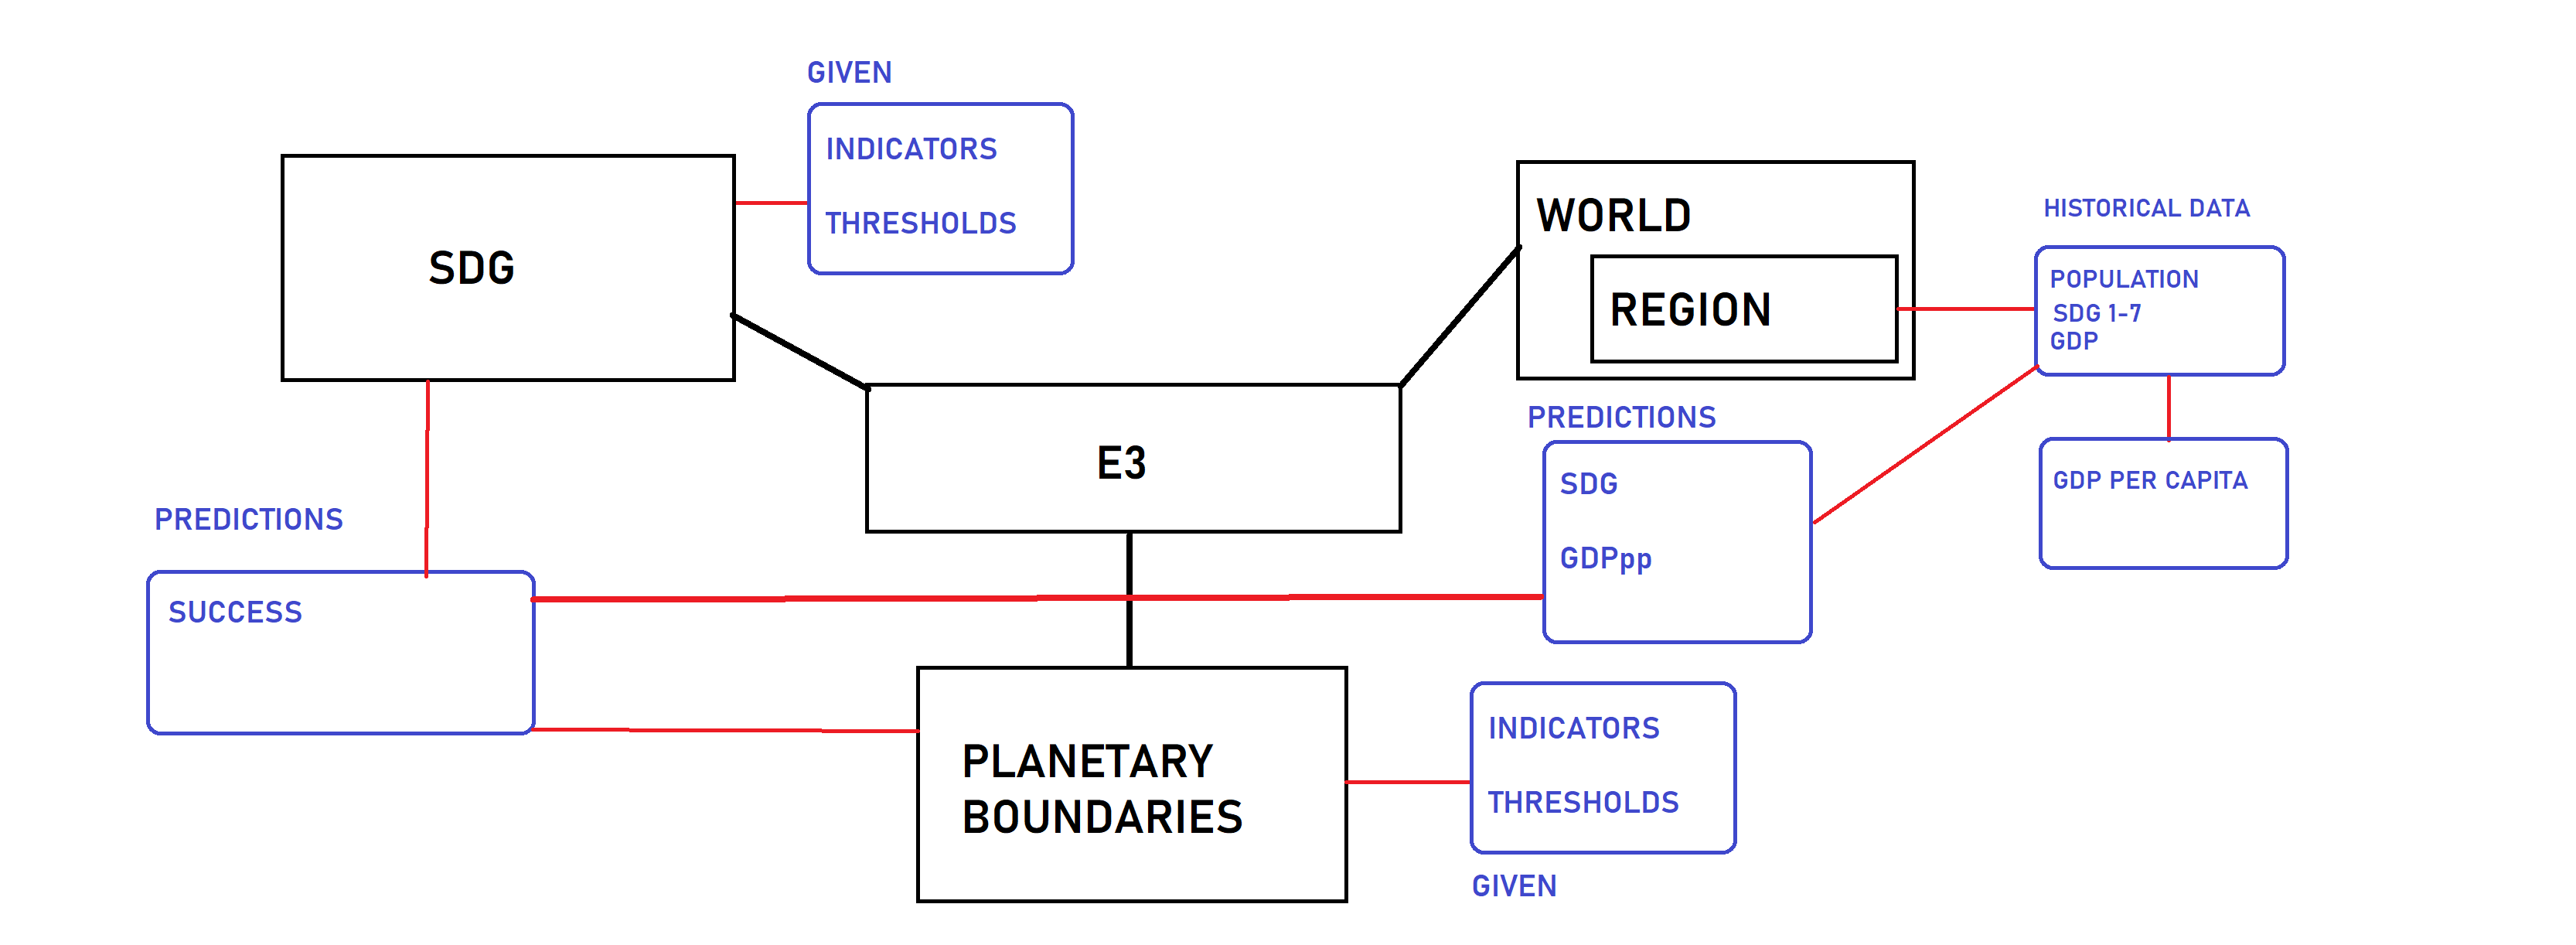 GIVEN
INDICATORS
THRESHOLDS
SDG
WORLD
REGION
HISTORICAL DATA
POPULATION
SDG 1-7
GDP
PREDICTIONS
SDG
GDPpp
GDP PER CAPITA
E3
PREDICTIONS
SUCCESS
PLANETARY
BOUNDARIES
INDICATORS
THRESHOLDS
GIVEN